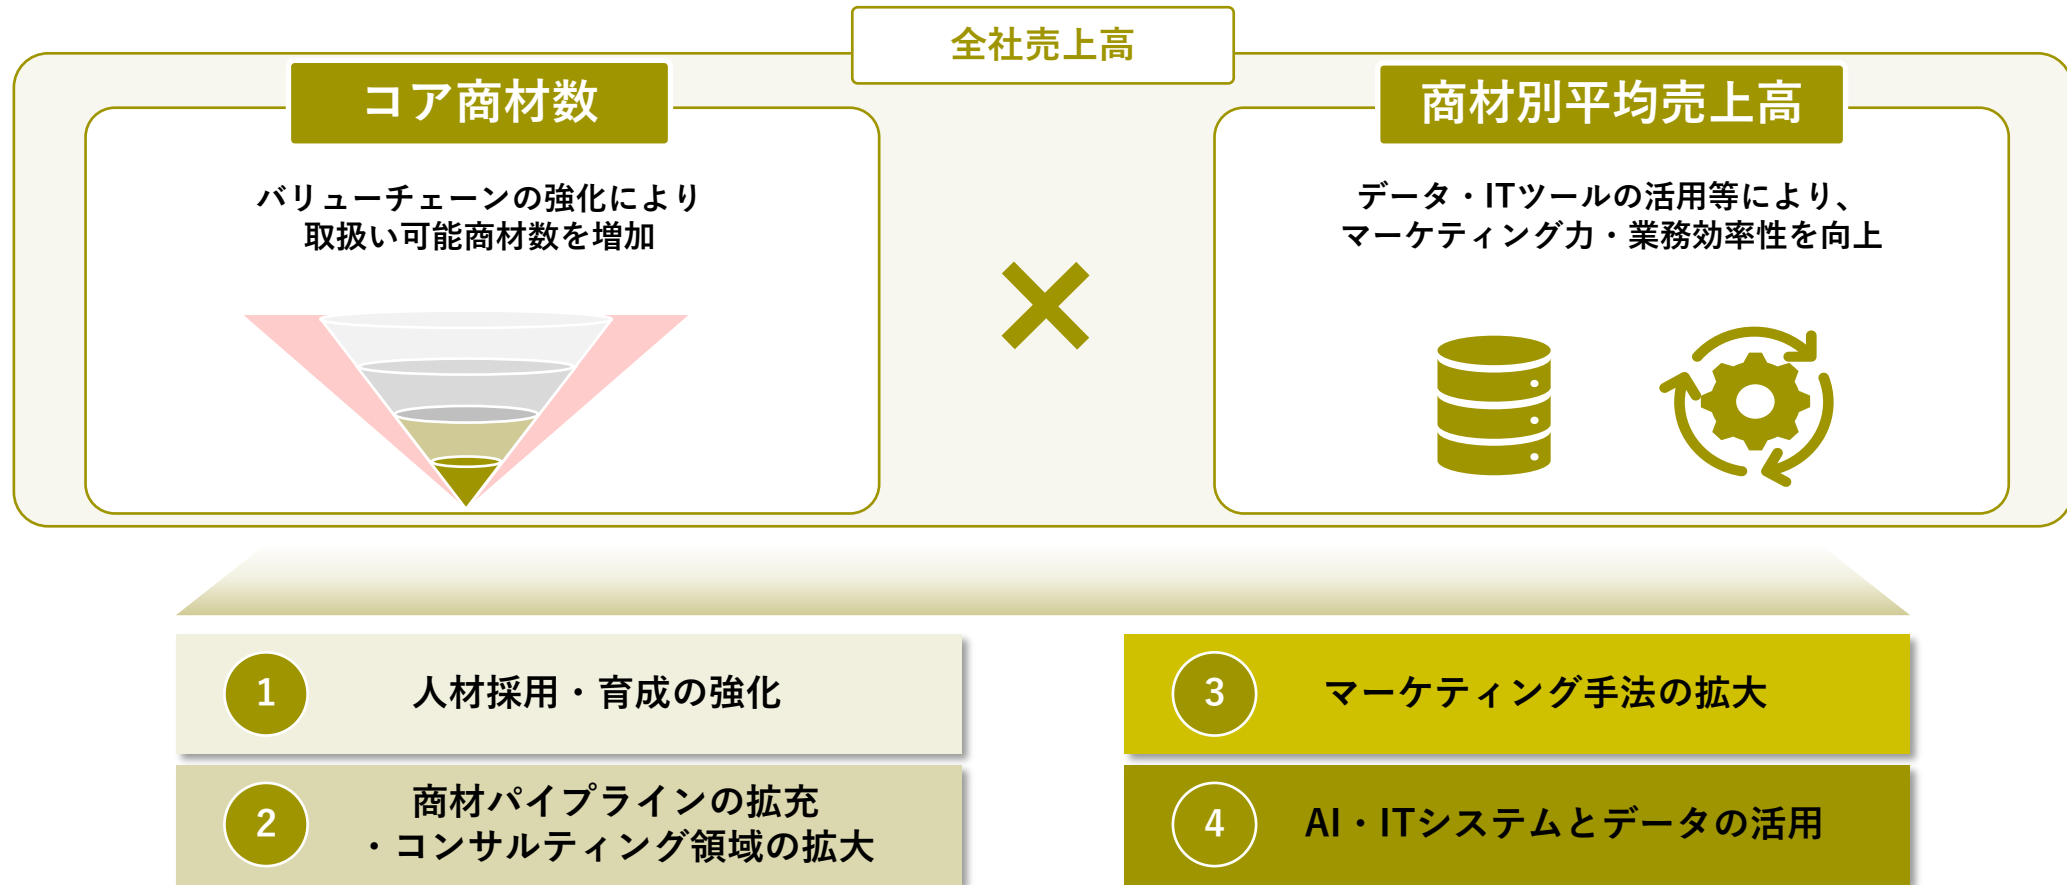 全社売上高
コア商材数
バリューチェーンの強化により
取扱い可能商材数を増加
商材別平均売上高
データ・ITツールの活用等により、
マーケティング力・業務効率性を向上
1
人材採用・育成の強化
2
商材パイプラインの拡充
・コンサルティング領域の拡大
3
マーケティング手法の拡大
4
AI・ITシステムとデータの活用